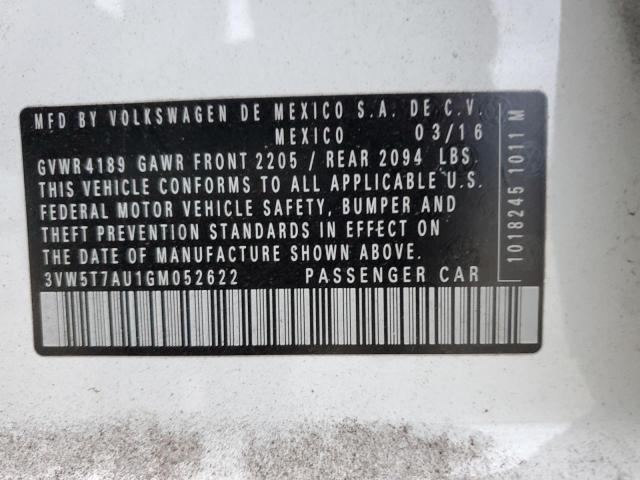 MFD BY VOLKSWAGEN DE MEXICO S.A. DE C.V.
MEXICO 03/16
GVWR 4189 GAWR FRONT 2205 / REAR 2094 LBS
THIS VEHICLE CONFORMS TO ALL APPLICABLE U.S.
FEDERAL MOTOR VEHICLE SAFETY, BUMPER AND
THEFT PREVENTION STANDARDS IN EFFECT ON
THE DATE OF MANUFACTURE SHOWN ABOVE.
3VW5T7AU1GM052622 PASSENGER CAR
1018245 1011 M